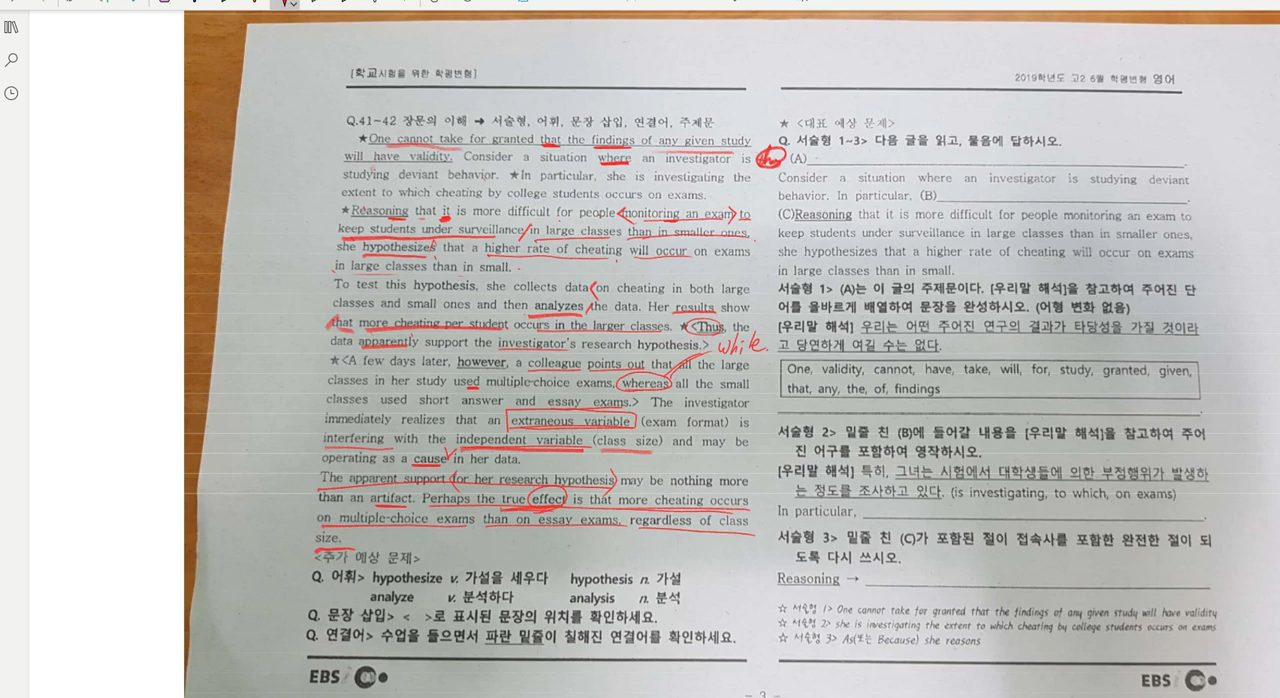 [학교시험을 위한 학평변형]
2019학년도 고2 6월 학평변형 영어
Q.41~42 장문의 이해 → 서술형, 어휘, 문장 삽입, 연결어, 주제문
★One cannot take for granted that the findings of any given study
will have validity. Consider a situation where an investigator is
studying deviant behavior. ★In particular, she is investigating the
extent to which cheating by college students occurs on exams.
★Reasoning that it is more difficult for people monitoring an exam to
keep students under surveillance in large classes than in smaller ones,
she hypothesizes that a higher rate of cheating will occur on exams
in large classes than in small.
To test this hypothesis, she collects data on cheating in both large
classes and small ones and then analyzes the data. Her results show
that more cheating per student occurs in the larger classes. ★<Thus, the
data apparently support the investigator's research hypothesis.>
while.
★<A few days later, however, a colleague points out that all the large
classes in her study used multiple-choice exams, whereas all the small
classes used short answer and essay exams.> The investigator
immediately realizes that an extraneous variable (exam format) is
interfering with the independent variable (class size) and may be
operating as a cause in her data.
The apparent support for her research hypothesis may be nothing more
than an artifact. Perhaps the true effect is that more cheating occurs
on multiple-choice exams than on essay exams, regardless of class
size.
<추가 예상 문제>
Q. 어휘> hypothesize v. 가설을 세우다 hypothesis n. 가설
analyze v. 분석하다 analysis n. 분석
Q. 문장 삽입> < >로 표시된 문장의 위치를 확인하세요.
Q. 연결어> 수업을 들으면서 파란 밑줄이 칠해진 연결어를 확인하세요.
EBS
★ <대표 예상 문제>
Q. 서술형 1~3> 다음 글을 읽고, 물음에 답하시오.
(A)
Consider a situation where an investigator is studying deviant
behavior. In particular, (B)
(C)Reasoning that it is more difficult for people monitoring an exam to
keep students under surveillance in large classes than in smaller ones,
she hypothesizes that a higher rate of cheating will occur on exams
in large classes than in small.
서술형 1> (A)는 이 글의 주제문이다. [우리말 해석]을 참고하여 주어진 단
어를 올바르게 배열하여 문장을 완성하시오. (어형 변화 없음)
[우리말 해석] 우리는 어떤 주어진 연구의 결과가 타당성을 가질 것이라
고 당연하게 여길 수는 없다.
One, validity, cannot, have, take, will, for, study, granted, given,
that, any, the, of, findings
서술형 2> 밑줄 친 (B)에 들어갈 내용을 [우리말 해석]을 참고하여 주어
진 어구를 포함하여 영작하시오.
[우리말 해석] 특히, 그녀는 시험에서 대학생들에 의한 부정행위가 발생하
는 정도를 조사하고 있다. (is investigating, to which, on exams)
In particular,
서술형 3> 밑줄 친 (C)가 포함된 절이 접속사를 포함한 완전한 절이 되
도록 다시 쓰시오.
Reasoning →
☆ 서술형 1> One cannot take for granted that the findings of any given study will have validity
☆ 서술형 2> she is investigating the extent to which cheating by college students occurs on exams
☆ 서술형 3> As(또는 Because) she reasons
EBS
- 3 -